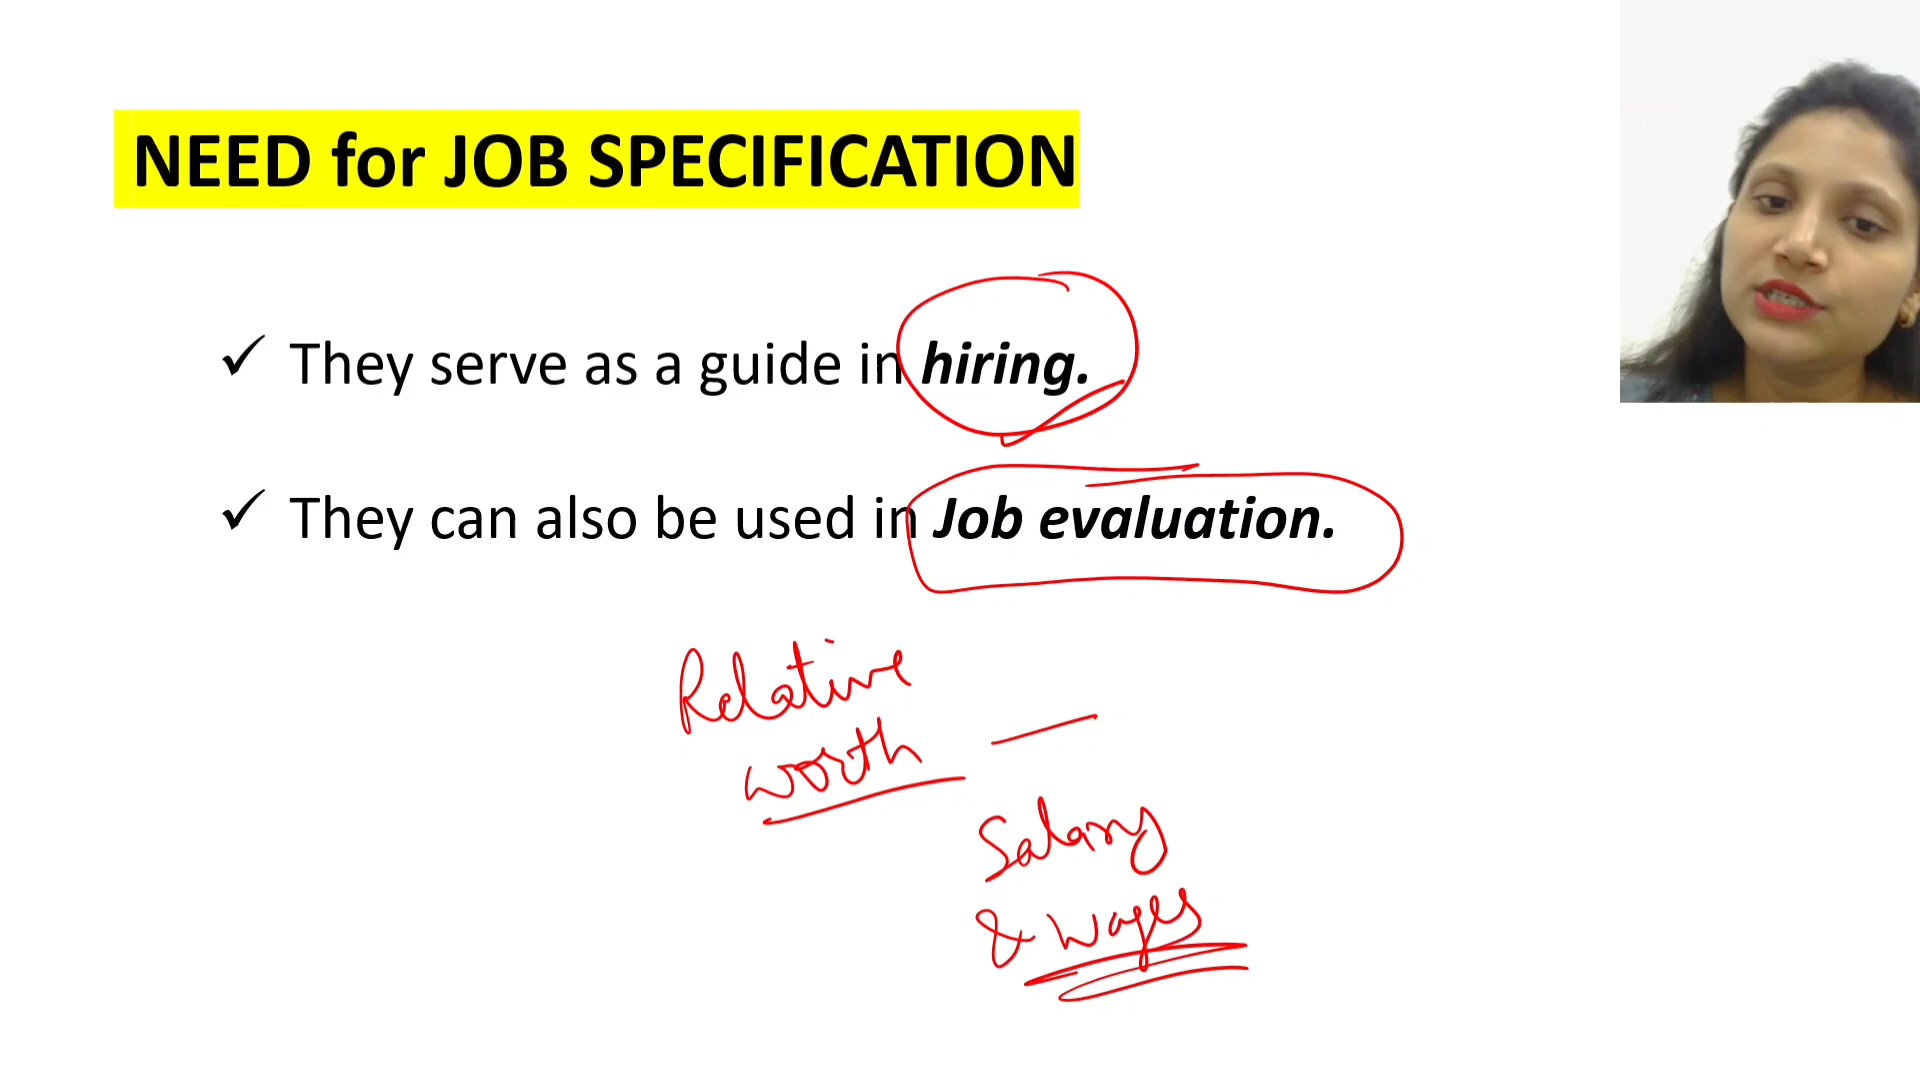 NEED for JOB SPECIFICATION
✓ They serve as a guide in hiring.
✓ They can also be used in Job evaluation.
Relative
worth —
Salary
& wages